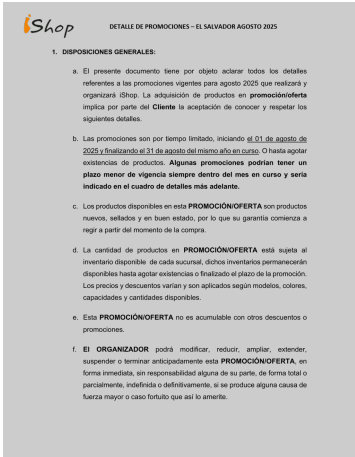 iShop
DETALLE DE PROMOCIONES – EL SALVADOR AGOSTO 2025
1. DISPOSICIONES GENERALES:
a. El presente documento tiene por objeto aclarar todos los detalles
referentes a las promociones vigentes para agosto 2025 que realizará y
organizará iShop. La adquisición de productos en promoción/oferta
implica por parte del Cliente la aceptación de conocer y respetar los
siguientes detalles.
b. Las promociones son por tiempo limitado, iniciando el 01 de agosto de
2025 y finalizando el 31 de agosto del mismo año en curso. O hasta agotar
existencias de productos. Algunas promociones podrían tener un
plazo menor de vigencia siempre dentro del mes en curso y sería
indicado en el cuadro de detalles más adelante.
c. Los productos disponibles en esta PROMOCIÓN/OFERTA son productos
nuevos, sellados y en buen estado, por lo que su garantía comienza a
regir a partir del momento de la compra.
d. La cantidad de productos en PROMOCIÓN/OFERTA está sujeta al
inventario disponible de cada sucursal, dichos inventarios permanecerán
disponibles hasta agotar existencias o finalizado el plazo de la promoción.
Los precios y descuentos varían y son aplicados según modelos, colores,
capacidades y cantidades disponibles.
e. Esta PROMOCIÓN/OFERTA no es acumulable con otros descuentos o
promociones.
f. El ORGANIZADOR podrá modificar, reducir, ampliar, extender,
suspender o terminar anticipadamente esta PROMOCIÓN/OFERTA, en
forma inmediata, sin responsabilidad alguna de su parte, de forma total o
parcialmente, indefinida o definitivamente, si se produce alguna causa de
fuerza mayor o caso fortuito que así lo amerite.